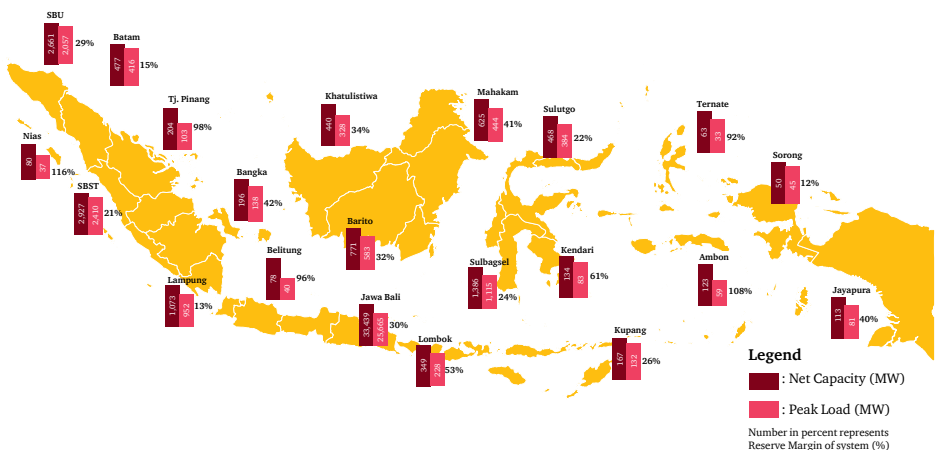 SBU
2,661
2,057
29%
Batam
477
416
15%
Tj. Pinang
204
103
98%
Khatulistiwa
440
328
34%
Mahakam
625
444
41%
Sulutgo
468
384
22%
Ternate
63
33
92%
Nias
80
37
116%
Sorong
50
45
12%
SBST
2,927
2,410
21%
Bangka
196
138
42%
Barito
771
583
32%
Belitung
78
40
96%
Sulbagsel
1,386
1,115
24%
Kendari
134
83
61%
Ambon
123
59
108%
Lampung
1,073
952
13%
Jawa Bali
33,439
25,665
30%
Jayapura
113
81
40%
Lombok
349
228
53%
Kupang
167
132
26%
Legend
: Net Capacity (MW)
: Peak Load (MW)
Number in percent represents
Reserve Margin of system (%)